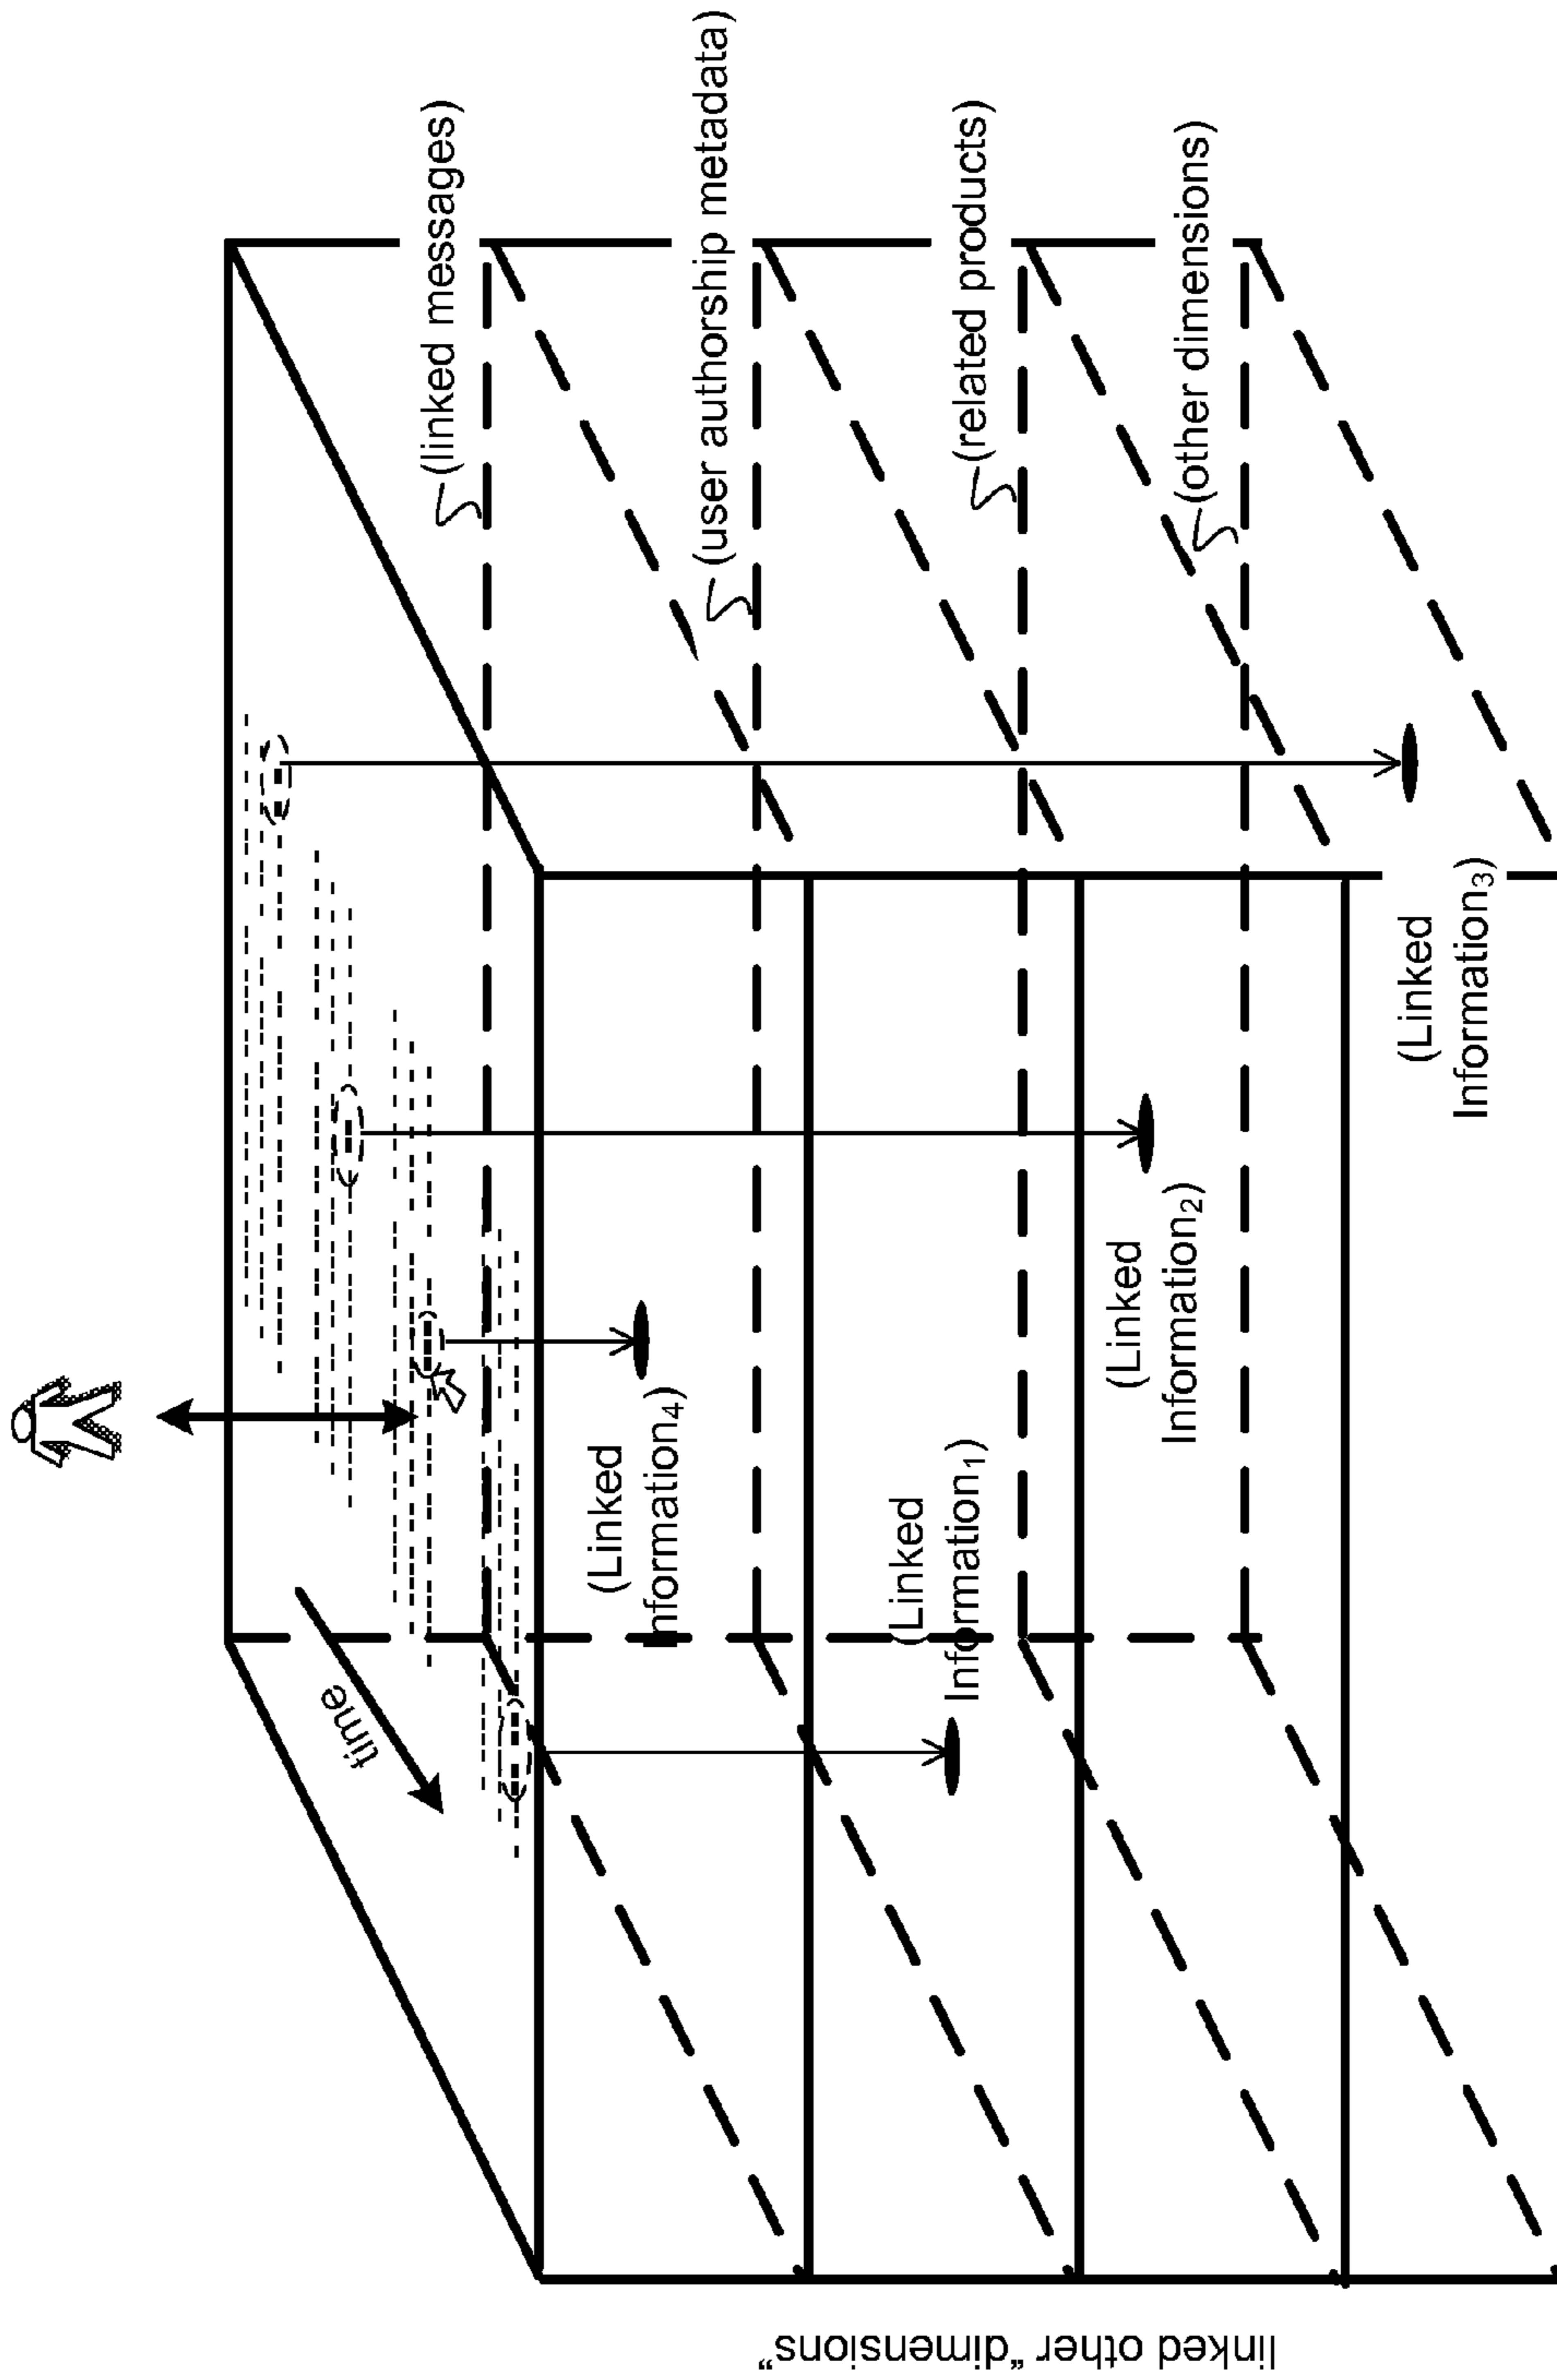 (linked messages)
(user authorship metadata)
(related products)
(other dimensions)
time
(Linked
Information₄)
(Linked
Information₁)
(Linked
Information₂)
(Linked
Information₃)
linked other “dimensions”